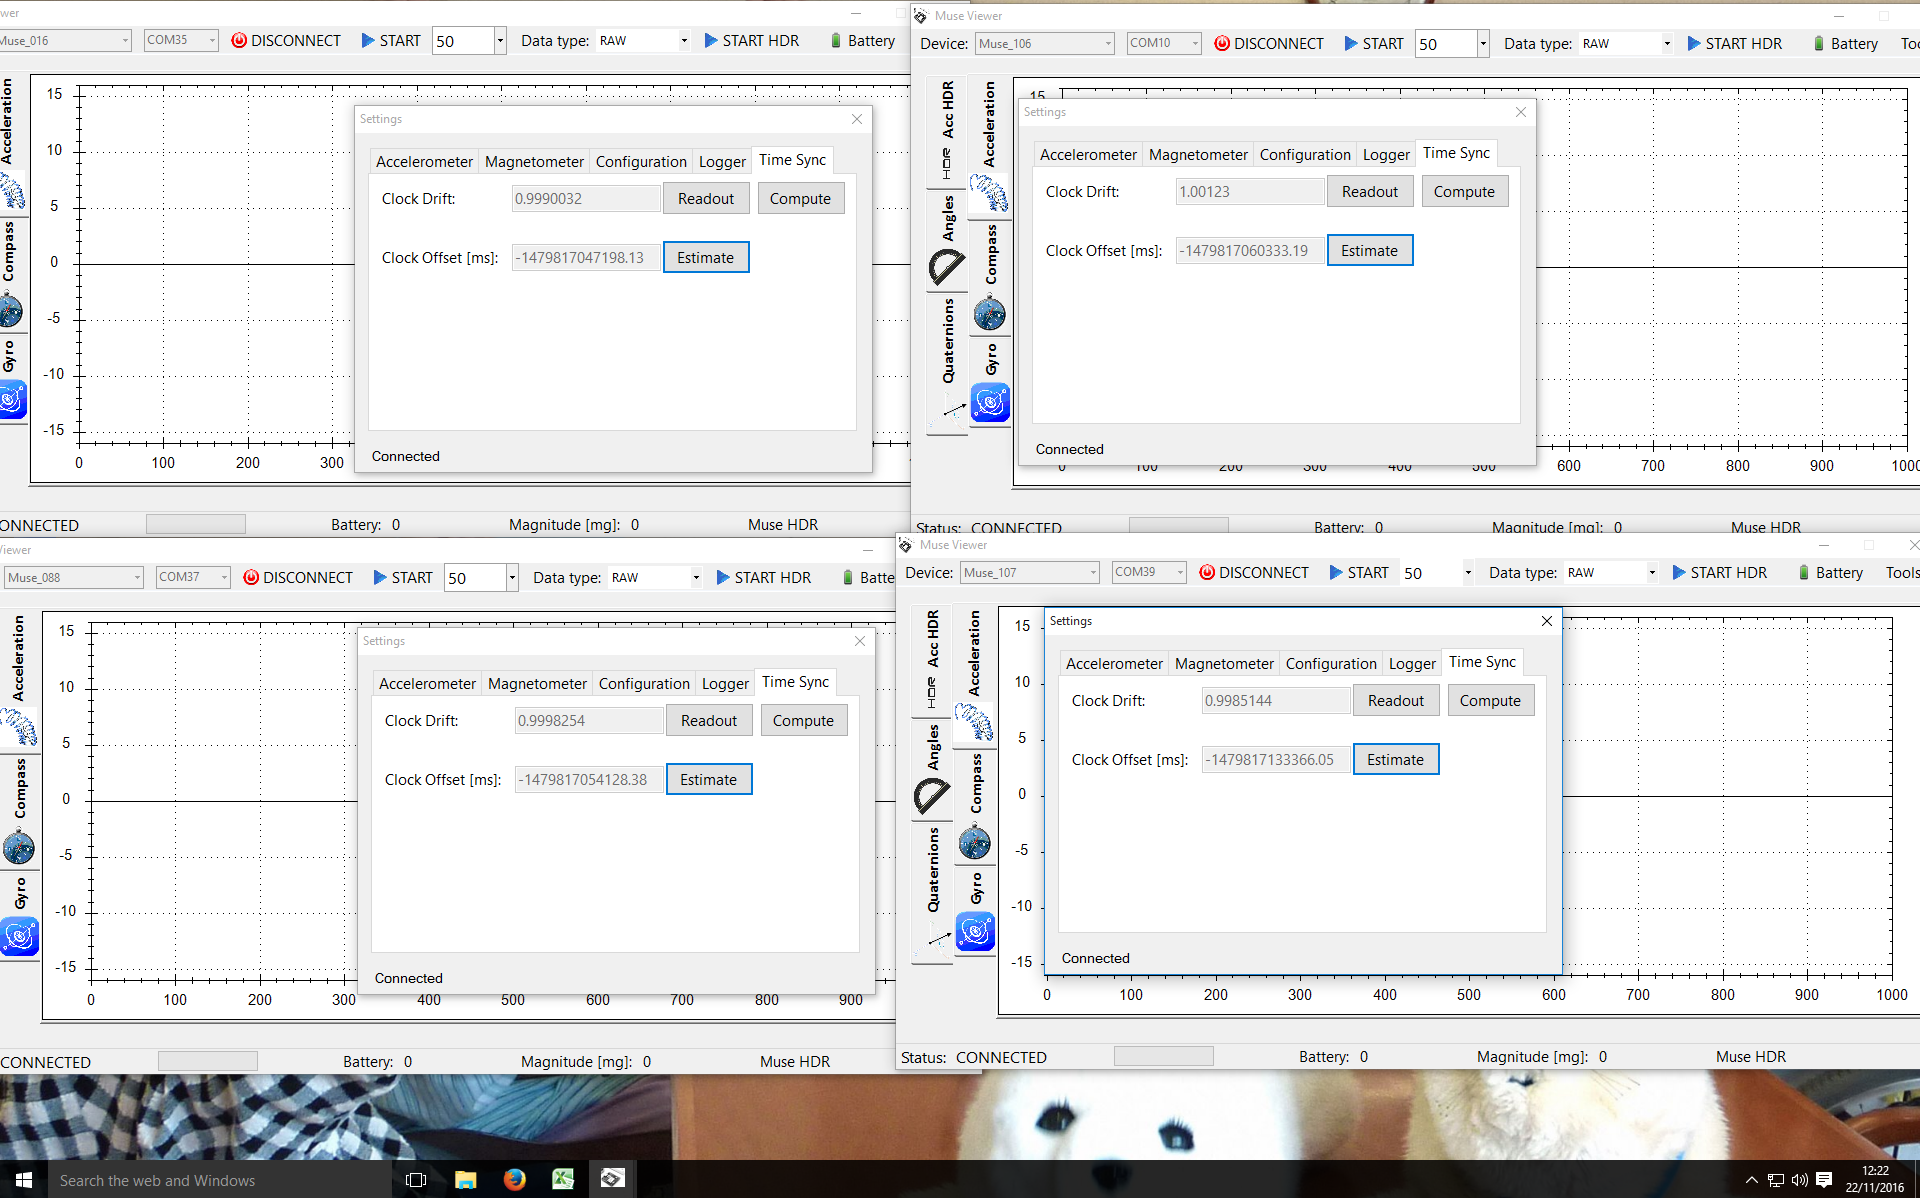 ewer
Muse_016 COM35 DISCONNECT START 50 Data type: RAW START HDR Battery
Acceleration
Compass
Gyro
15
10
5
0
-5
-10
-15
0 100 200 300
Settings
Accelerometer Magnetometer Configuration Logger Time Sync
Clock Drift: 0.9990032 Readout Compute
Clock Offset [ms]: -1479817047198.13 Estimate
Connected
ONNECTED Battery: 0 Magnitude [mg]: 0 Muse HDR
Muse Viewer
Device: Muse_106 COM10 DISCONNECT START 50 Data type: RAW START HDR Battery Too
HDR Acc HDR
Angles
Quaternions
Acceleration
Compass
Gyro
15
Settings
Accelerometer Magnetometer Configuration Logger Time Sync
Clock Drift: 1.00123 Readout Compute
Clock Offset [ms]: -1479817060333.19 Estimate
Connected
0 100 200 300 400 500 600 700 800 900 1000
Status: CONNECTED Battery: 0 Magnitude [mg]: 0 Muse HDR
Viewer
Muse_088 COM37 DISCONNECT START 50 Data type: RAW START HDR Batte
Acceleration
Compass
Gyro
15
10
5
0
-5
-10
-15
0 100 200 300 400 500 600 700 800 900
Settings
Accelerometer Magnetometer Configuration Logger Time Sync
Clock Drift: 0.9998254 Readout Compute
Clock Offset [ms]: -1479817054128.38 Estimate
Connected
CONNECTED Battery: 0 Magnitude [mg]: 0 Muse HDR
Muse Viewer
Device: Muse_107 COM39 DISCONNECT START 50 Data type: RAW START HDR Battery Tools
HDR Acc HDR
Angles
Quaternions
Acceleration
Compass
Gyro
15
10
5
0
-5
-10
-15
0 100 200 300 400 500 600 700 800 900 1000
Settings
Accelerometer Magnetometer Configuration Logger Time Sync
Clock Drift: 0.9985144 Readout Compute
Clock Offset [ms]: -1479817133366.05 Estimate
Connected
Status: CONNECTED Battery: 0 Magnitude [mg]: 0 Muse HDR
Search the web and Windows
12:22
22/11/2016